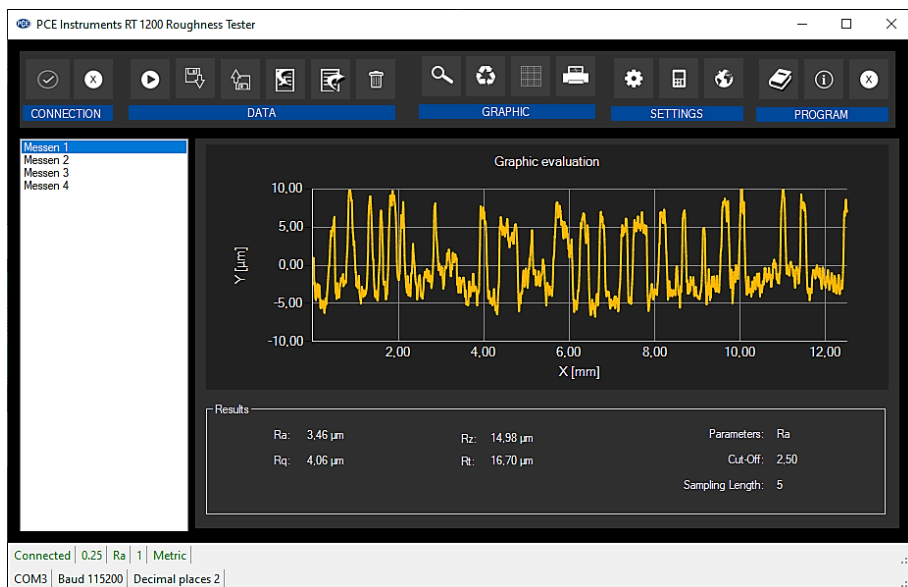 PCE Instruments RT 1200 Roughness Tester
CONNECTION DATA GRAPHIC SETTINGS PROGRAM
Messen 1
Messen 2
Messen 3
Messen 4
Graphic evaluation
10,00
5,00
0,00
-5,00
-10,00
Y [µm]
2,00 4,00 6,00 8,00 10,00 12,00
X [mm]
Results
Ra: 3,46 µm Rz: 14,98 µm Parameters: Ra
Rq: 4,06 µm Rt: 16,70 µm Cut-Off: 2,50
Sampling Length: 5
Connected 0.25 Ra 1 Metric
COM3 Baud 115200 Decimal places 2